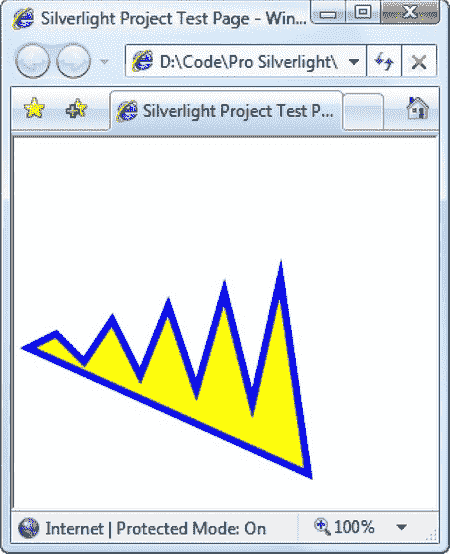 Silverlight Project Test Page - Win...
D:\Code\Pro Silverlight\
Silverlight Project Test P...
Internet | Protected Mode: On
100%